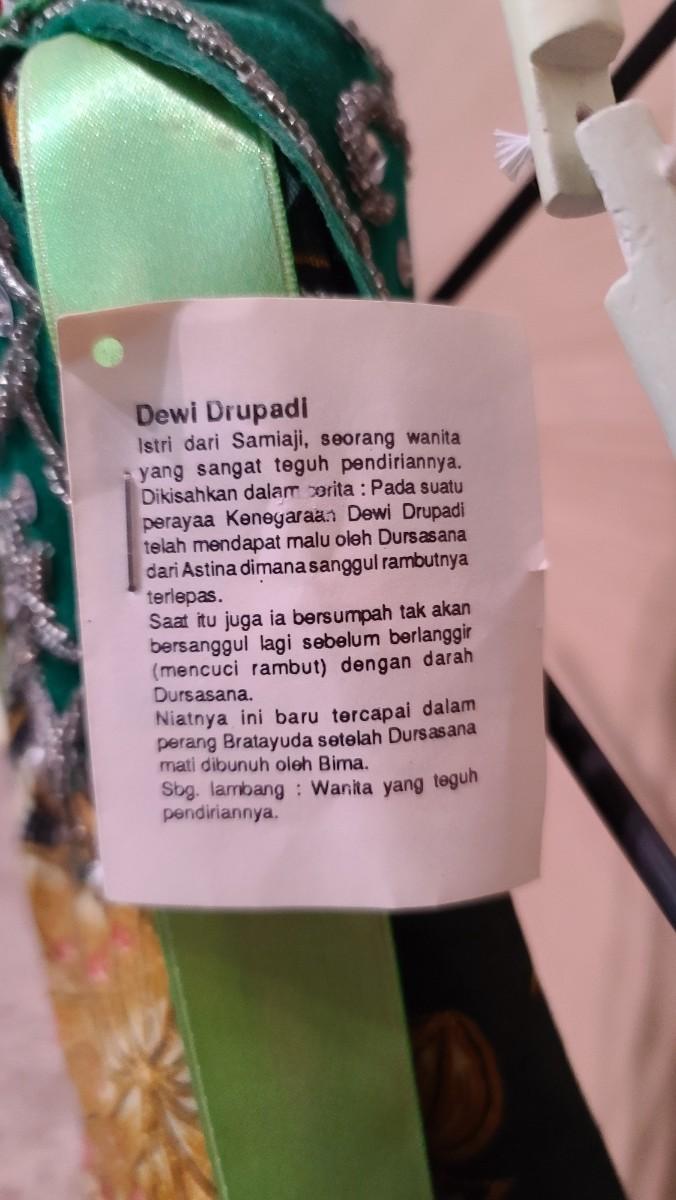 Dewi Drupadi
Istri dari Samiaji, seorang wanita
yang sangat teguh pendiriannya.
Dikisahkan dalam cerita : Pada suatu
perayaa Kenegaraan Dewi Drupadi
telah mendapat malu oleh Dursasana
dari Astina dimana sanggul rambutnya
terlepas.
Saat itu juga ia bersumpah tak akan
bersanggul lagi sebelum berlanggir
(mencuci rambut) dengan darah
Dursasana.
Niatnya ini baru tercapai dalam
perang Bratayuda setelah Dursasana
mati dibunuh oleh Bima.
Sbg. lambang : Wanita yang teguh
pendiriannya.